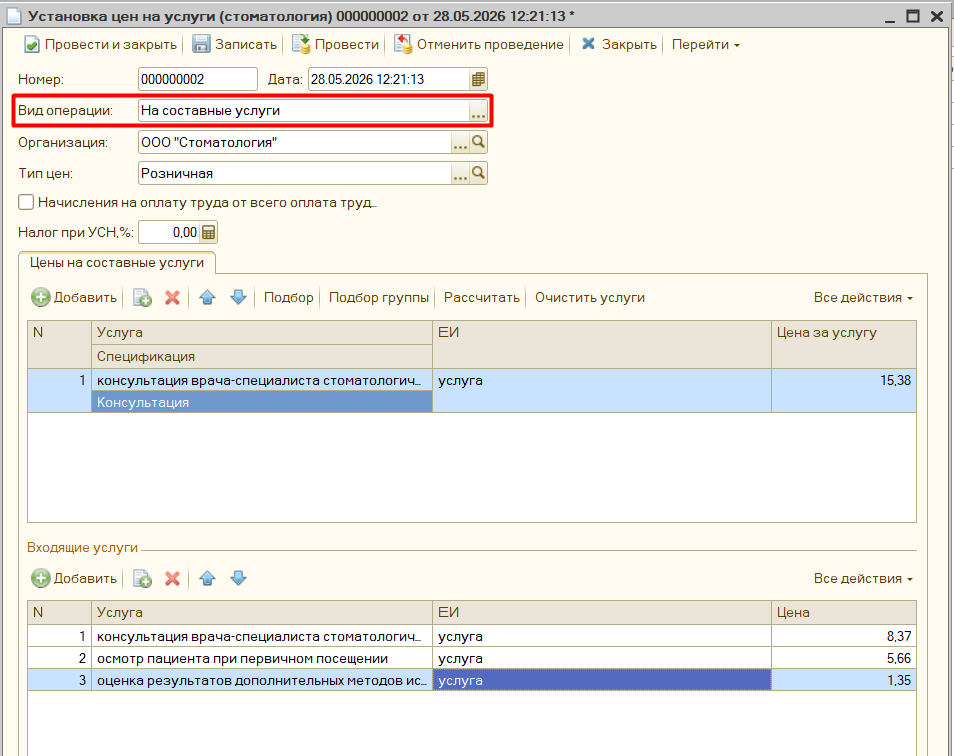 Установка цен на услуги (стоматология) 000000002 от 28.05.2026 12:21:13 *
Провести и закрыть Записать Провести Отменить проведение Закрыть Перейти
Номер: 000000002 Дата: 28.05.2026 12:21:13
Вид операции: На составные услуги ...
Организация: ООО "Стоматология" ...
Тип цен: Розничная ...
Начисления на оплату труда от всего оплата труд..
Налог при УСН,%: 0,00
Цены на составные услуги
Добавить Подбор Подбор группы Рассчитать Очистить услуги Все действия
N Услуга ЕИ Цена за услугу
Спецификация
1 консультация врача-специалиста стоматологич... услуга 15,38
Консультация
Входящие услуги
Добавить Все действия
N Услуга ЕИ Цена
1 консультация врача-специалиста стоматологич... услуга 8,37
2 осмотр пациента при первичном посещении услуга 5,66
3 оценка результатов дополнительных методов ис... услуга 1,35